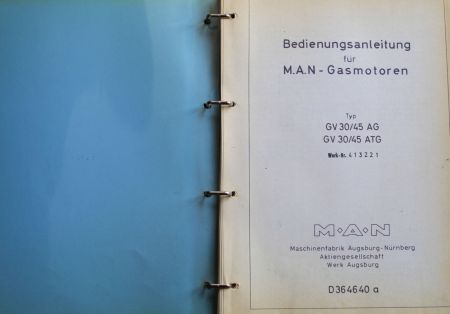 Bedienungsanleitung
für
M.A.N-Gasmotoren
Typ
GV 30/45 AG
GV 30/45 ATG
Werk-Nr. 413221
M·A·N
Maschinenfabrik Augsburg-Nürnberg
Aktiengesellschaft
Werk Augsburg
D364640 a